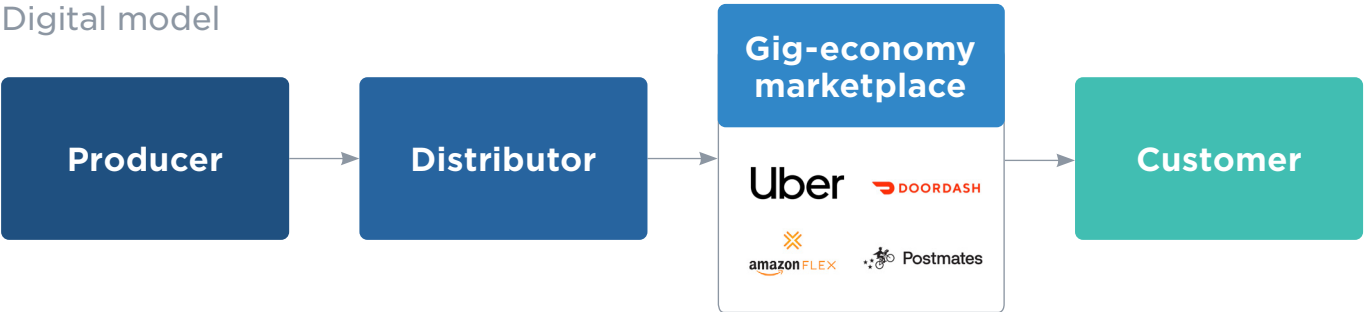 Digital model
Producer
Distributor
Gig-economy
marketplace
Uber
DOORDASH
amazon FLEX
Postmates
Customer